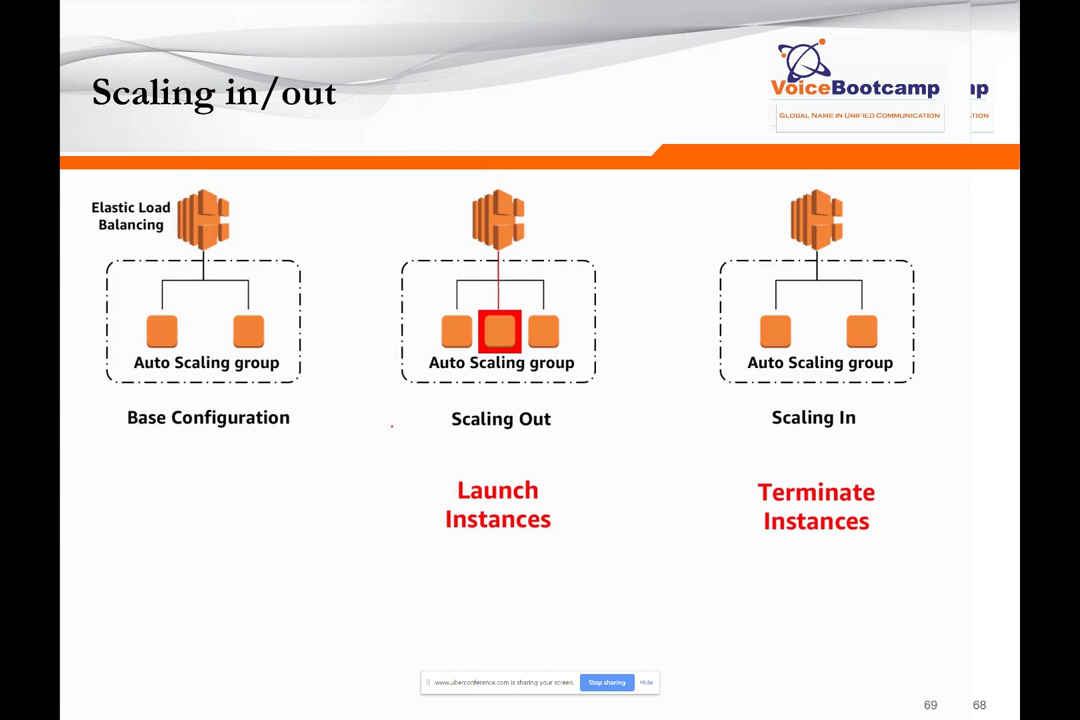 Scaling in/out
VoiceBootcamp
GLOBAL NAME IN UNIFIED COMMUNICATION
mp
ATION
Elastic Load
Balancing
Auto Scaling group
Base Configuration
Auto Scaling group
Scaling Out
Launch
Instances
Auto Scaling group
Scaling In
Terminate
Instances
www.uberconference.com is sharing your screen.
Stop sharing
Hide
69
68